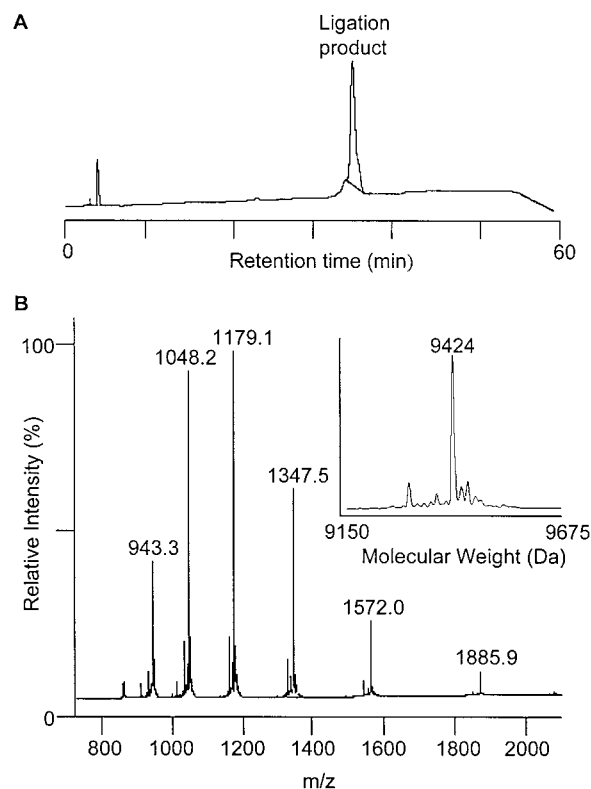 A
Ligation
product
0
60
Retention time (min)
B
100
1179.1
1048.2
9424
1347.5
943.3
9150
9675
Molecular Weight (Da)
1572.0
1885.9
Relative Intensity (%)
0
800 1000 1200 1400 1600 1800 2000
m/z